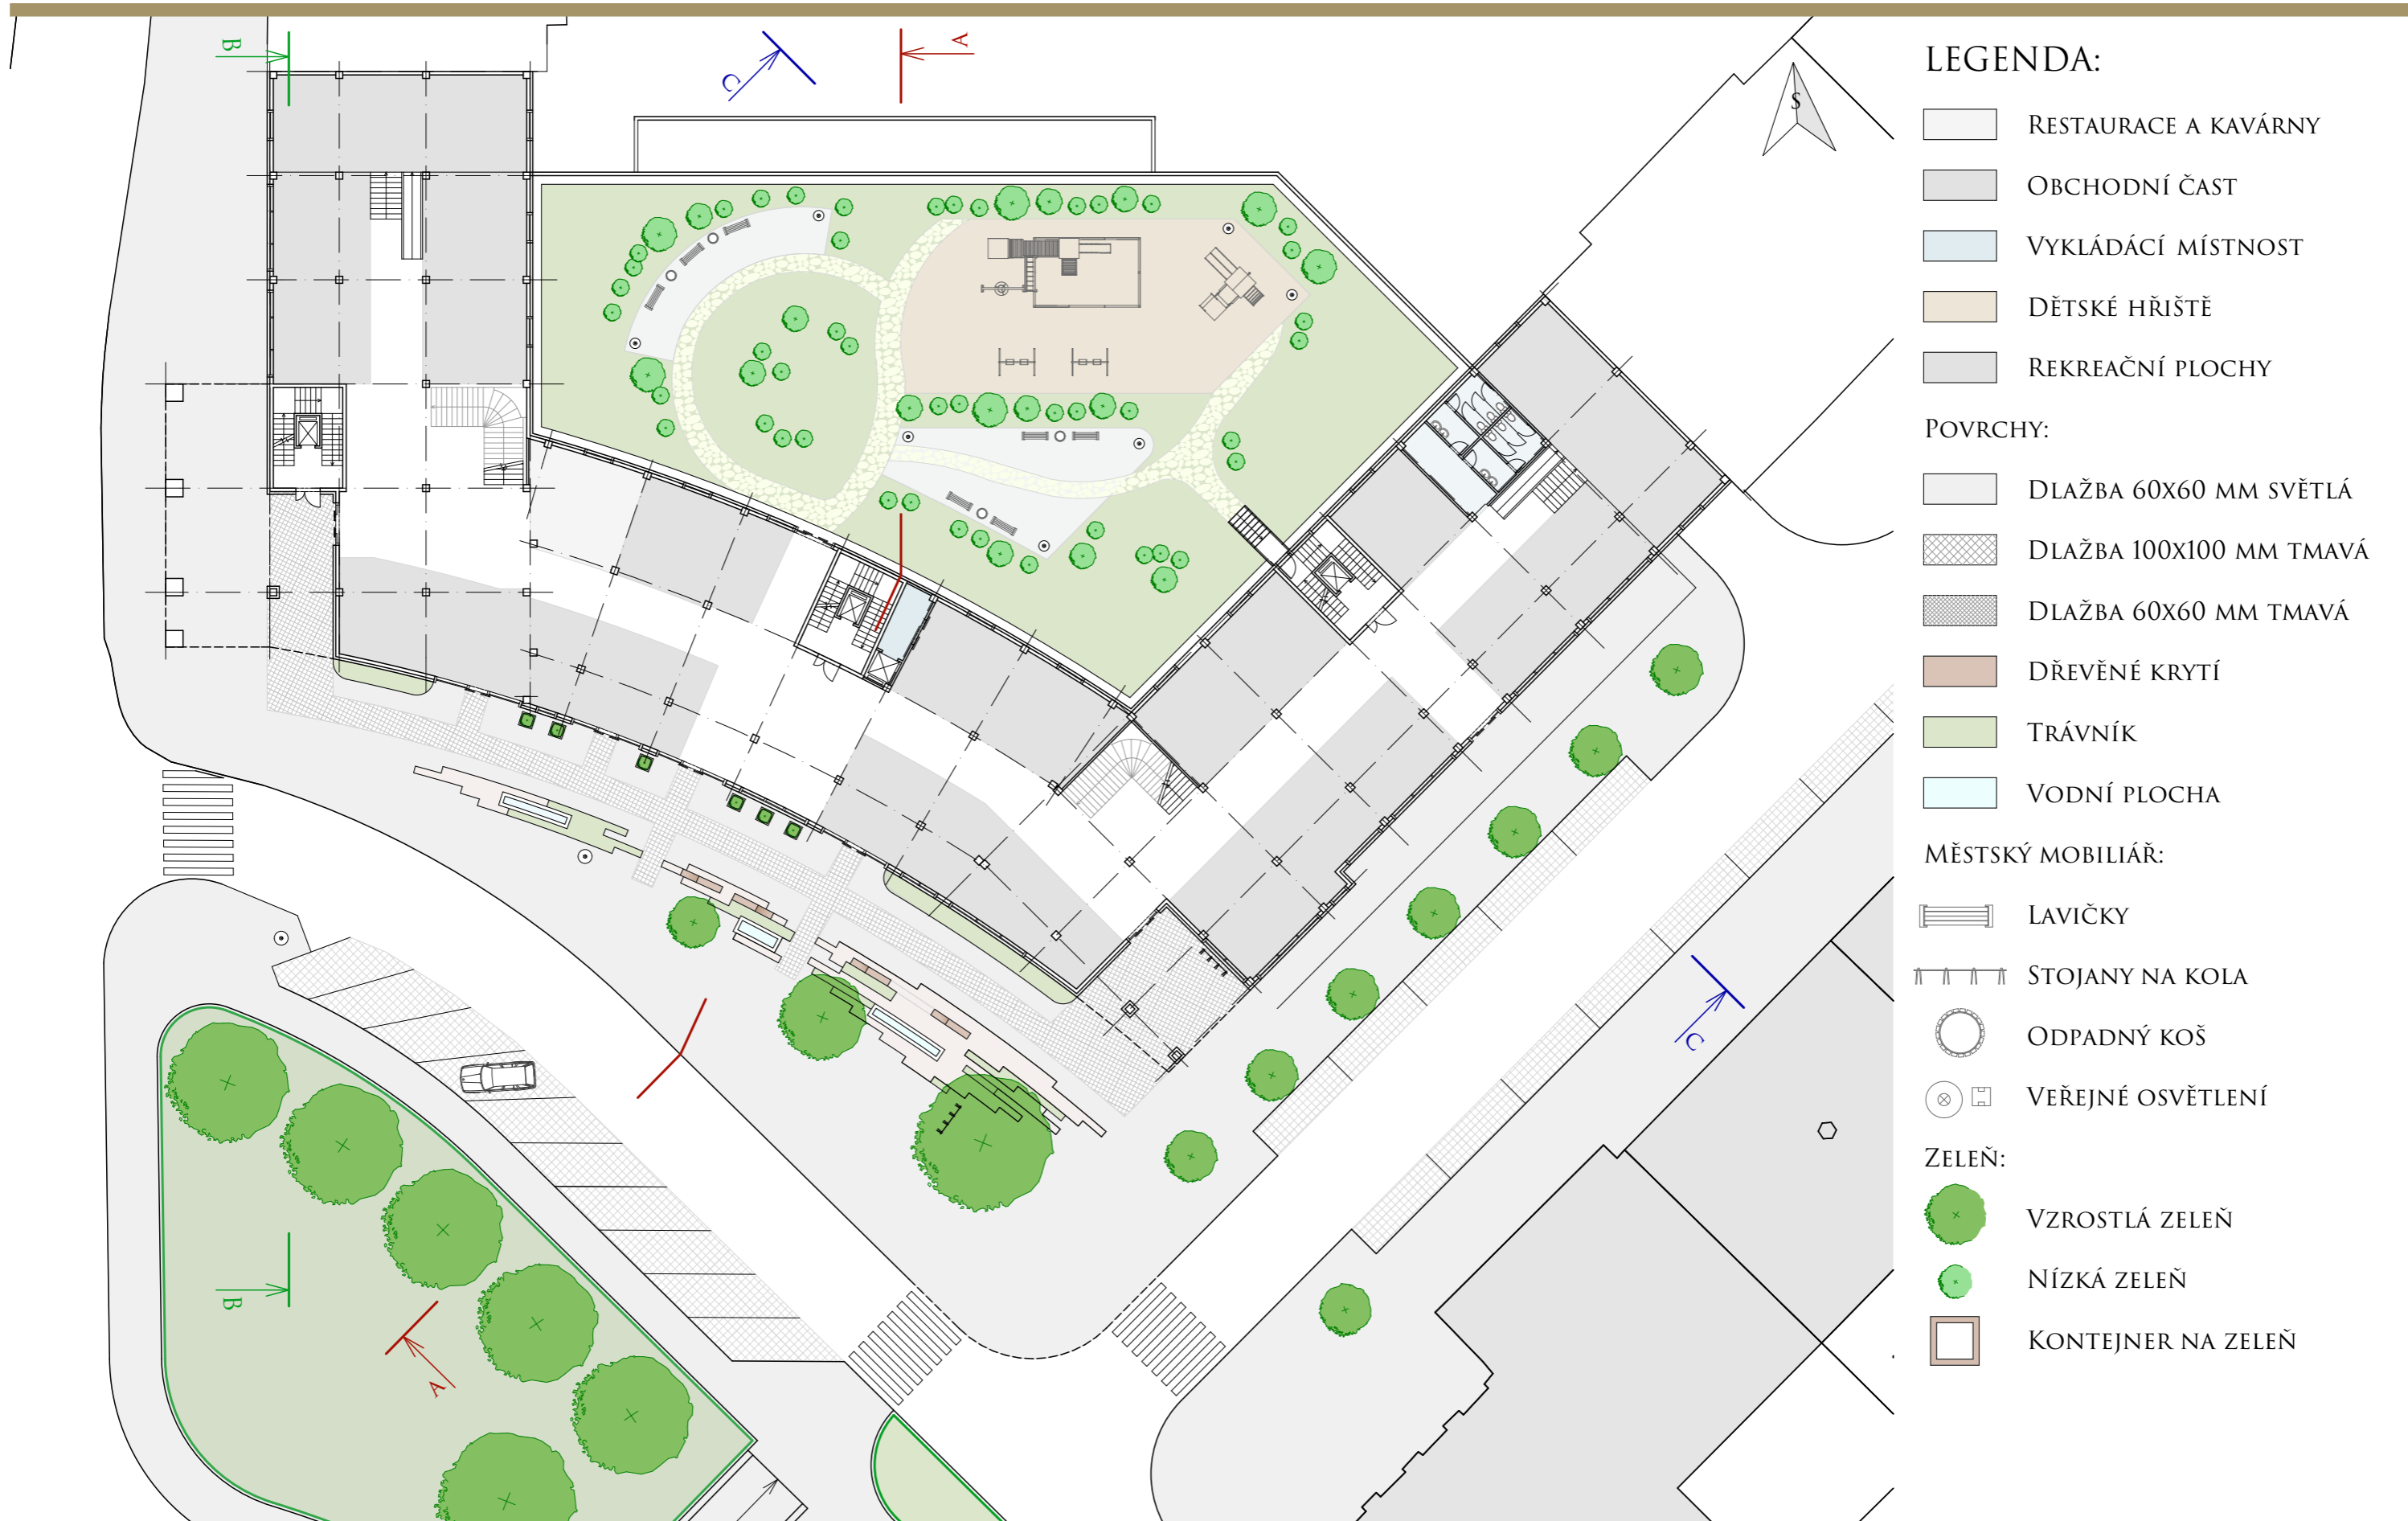 B
C
A
S
B
A
C
LEGENDA:
RESTAURACE A KAVÁRNY
OBCHODNÍ ČAST
VYKLÁDÁCÍ MÍSTNOST
DĚTSKÉ HŘIŠTĚ
REKREAČNÍ PLOCHY
POVRCHY:
DLAŽBA 60X60 MM SVĚTLÁ
DLAŽBA 100X100 MM TMAVÁ
DLAŽBA 60X60 MM TMAVÁ
DŘEVĚNÉ KRYTÍ
TRÁVNÍK
VODNÍ PLOCHA
MĚSTSKÝ MOBILIÁŘ:
LAVIČKY
STOJANY NA KOLA
ODPADNÝ KOŠ
VEŘEJNÉ OSVĚTLENÍ
ZELEŇ:
VZROSTLÁ ZELEŇ
NÍZKÁ ZELEŇ
KONTEJNER NA ZELEŇ